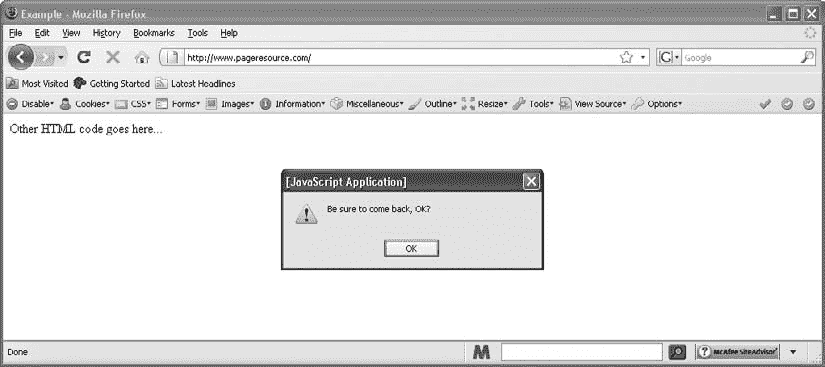 Example - Mozilla Firefox
File Edit View History Bookmarks Tools Help
http://www.pageresource.com/ G Google
Most Visited Getting Started Latest Headlines
Disable Cookies CSS Forms Images Information Miscellaneous Outline Resize Tools View Source Options
Other HTML code goes here...
[JavaScript Application]
Be sure to come back, OK?
OK
Done M McAfee SiteAdvisor